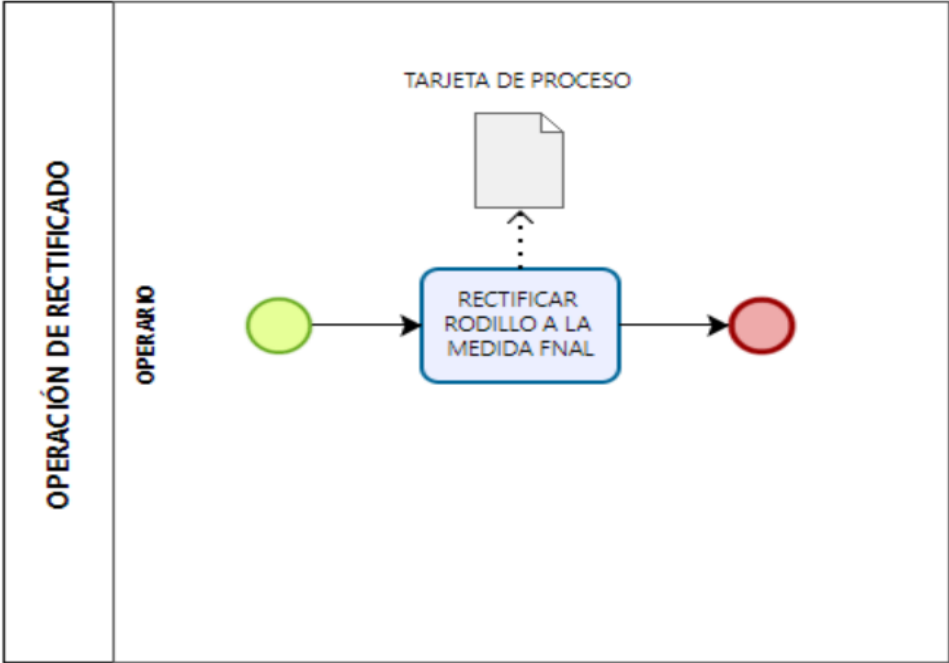 OPERACIÓN DE RECTIFICADO
OPERARIO
TARJETA DE PROCESO
RECTIFICAR
RODILLO A LA
MEDIDA FNAL